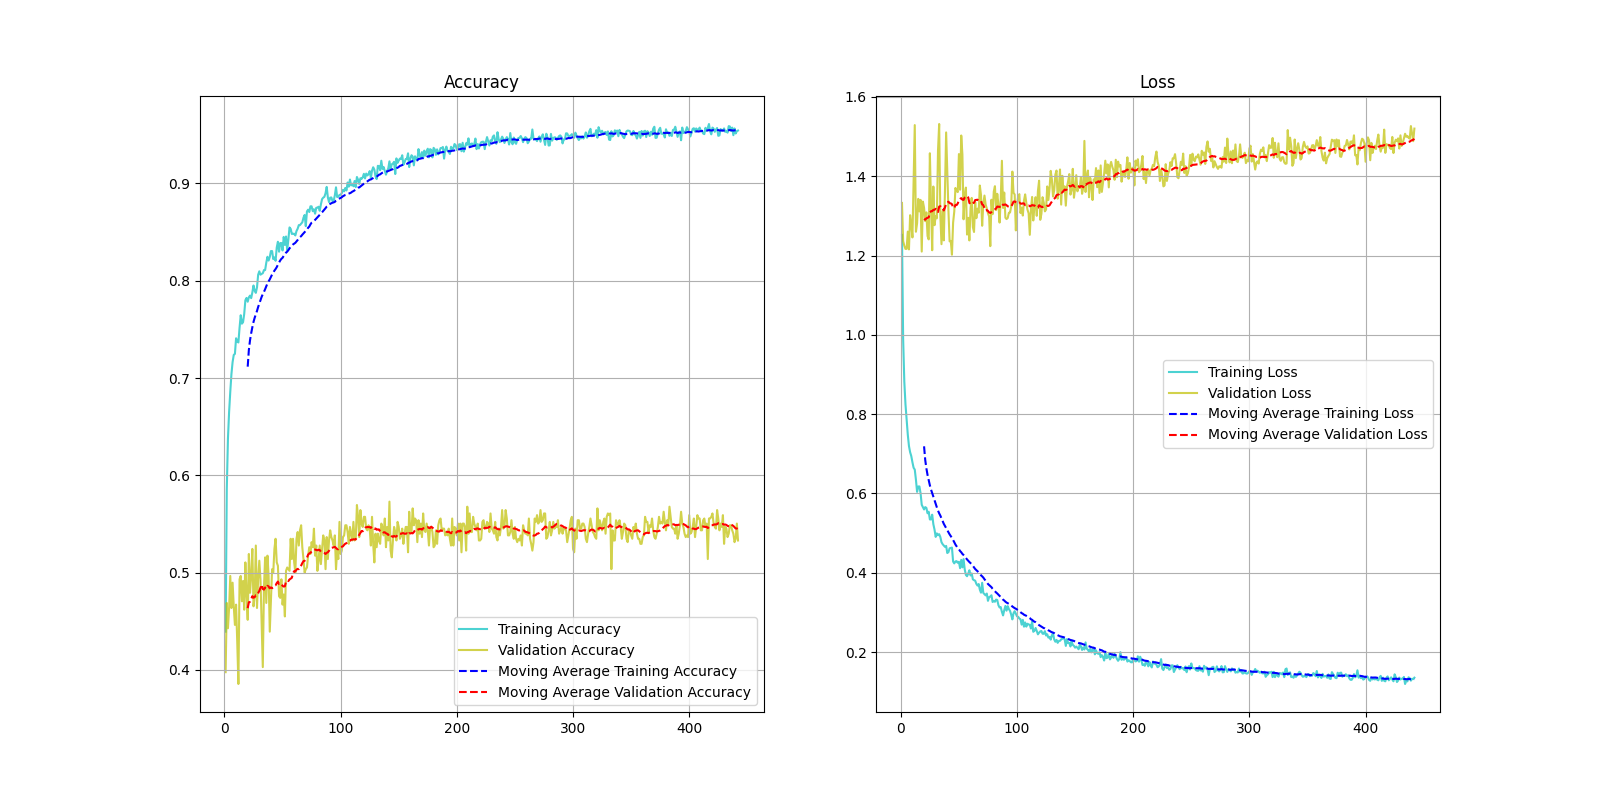 Accuracy
0.9
0.8
0.7
0.6
0.5
0.4
0
100
200
300
400
Training Accuracy
Validation Accuracy
Moving Average Training Accuracy
Moving Average Validation Accuracy
Loss
1.6
1.4
1.2
1.0
0.8
0.6
0.4
0.2
0
100
200
300
400
Training Loss
Validation Loss
Moving Average Training Loss
Moving Average Validation Loss